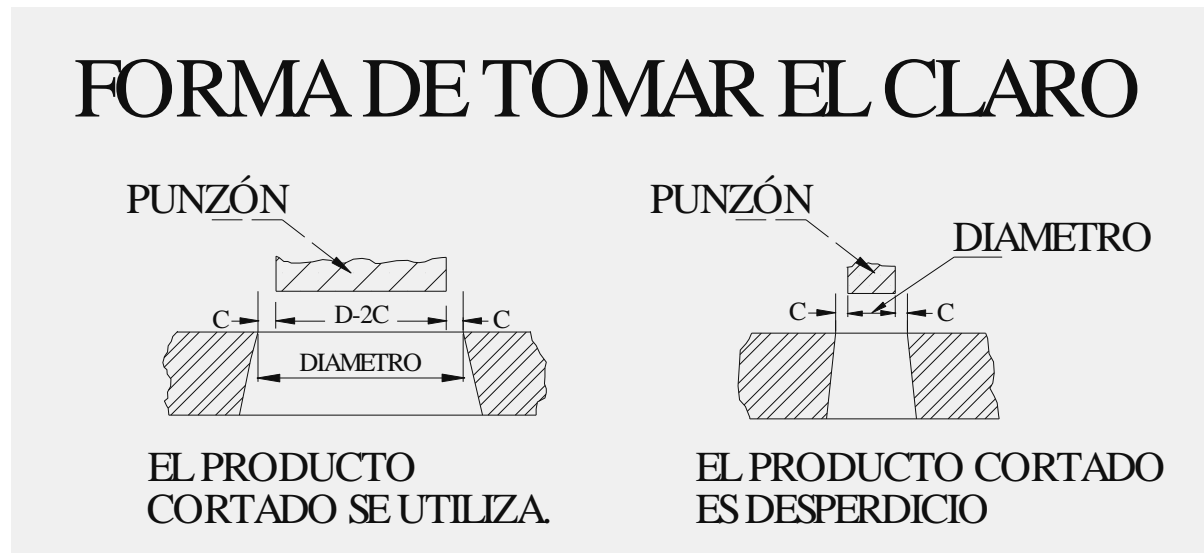 FORMA DE TOMAR EL CLARO
PUNZÓN
C
D-2C
C
DIAMETRO
EL PRODUCTO
CORTADO SE UTILIZA.
PUNZÓN
DIAMETRO
C
C
EL PRODUCTO CORTADO
ES DESPERDICIO